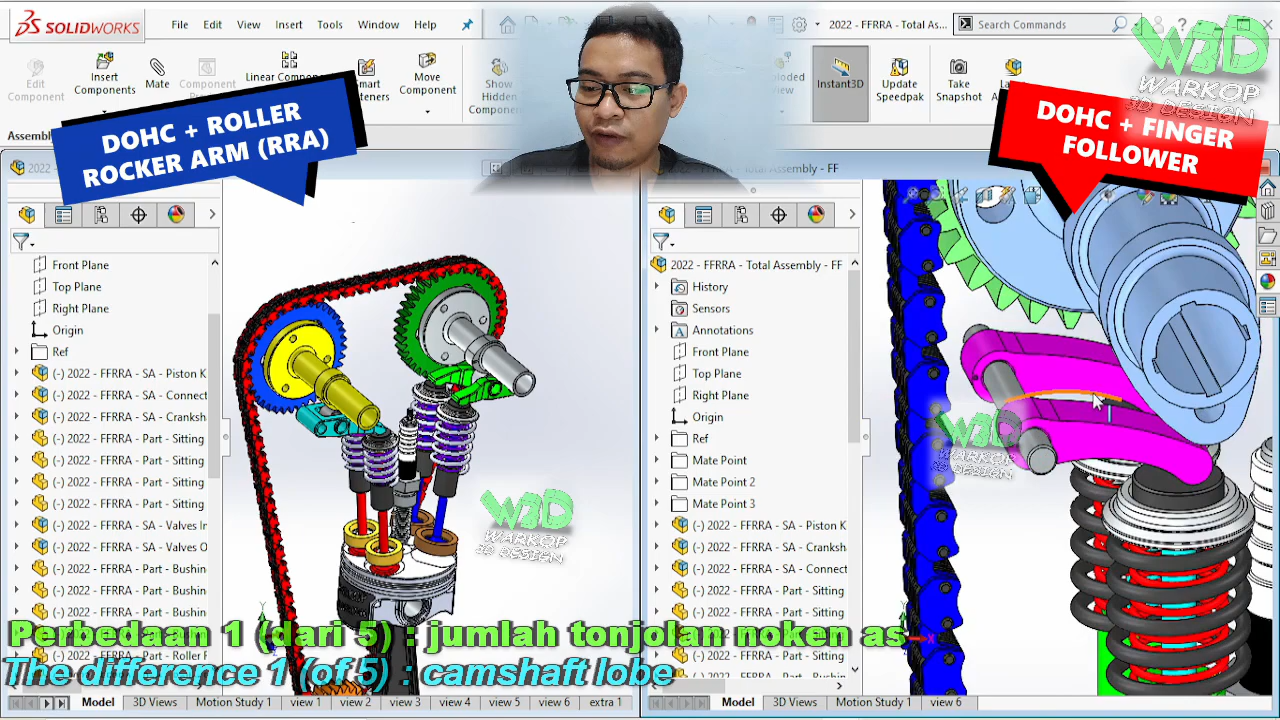 SOLIDWORKS
File Edit View Insert Tools Window Help
2022 - FFRRA - Total As...
Search Commands
Edit Component
Insert Components
Mate
Component
Linear Compone
Smart
Move Component
Show Hidden Components
Instant3D
Update Speedpak
Take Snapshot
W3D
WARKOP
3D DESIGN
DOHC + ROLLER
ROCKER ARM (RRA)
DOHC + FINGER
FOLLOWER
Total Assembly - FF
Front Plane
Top Plane
Right Plane
Origin
Ref
(-) 2022 - FFRRA - SA - Piston K
(-) 2022 - FFRRA - SA - Connect
(-) 2022 - FFRRA - SA - Cranksh
(-) 2022 - FFRRA - Part - Sitting
(-) 2022 - FFRRA - Part - Sitting
(-) 2022 - FFRRA - Part - Sitting
(-) 2022 - FFRRA - Part - Sitting
(-) 2022 - FFRRA - SA - Valves In
(-) 2022 - FFRRA - SA - Valves O
(-) 2022 - FFRRA - Part - Bushin
(-) 2022 - FFRRA - Part - Bushin
2022 - FFRRA - Total Assembly - FF
History
Sensors
Annotations
Front Plane
Top Plane
Right Plane
Origin
Ref
Mate Point
Mate Point 2
Mate Point 3
(-) 2022 - FFRRA - SA - Piston K
(-) 2022 - FFRRA - SA - Cranksh
(-) 2022 - FFRRA - SA - Connect
(-) 2022 - FFRRA - Part - Sitting
(-) 2022 - FFRRA - Part - Sitting
W3D
WARKOP
3D DESIGN
W3D
WARKOP
3D DESIGN
Perbedaan 1 (dari 5) : jumlah tonjolan noken as
The difference 1 (of 5) : camshaft lobe
Model 3D Views Motion Study 1 view 1 view 2 view 3 view 4 view 5 view 6 extra 1
Model 3D Views Motion Study 1 view 6